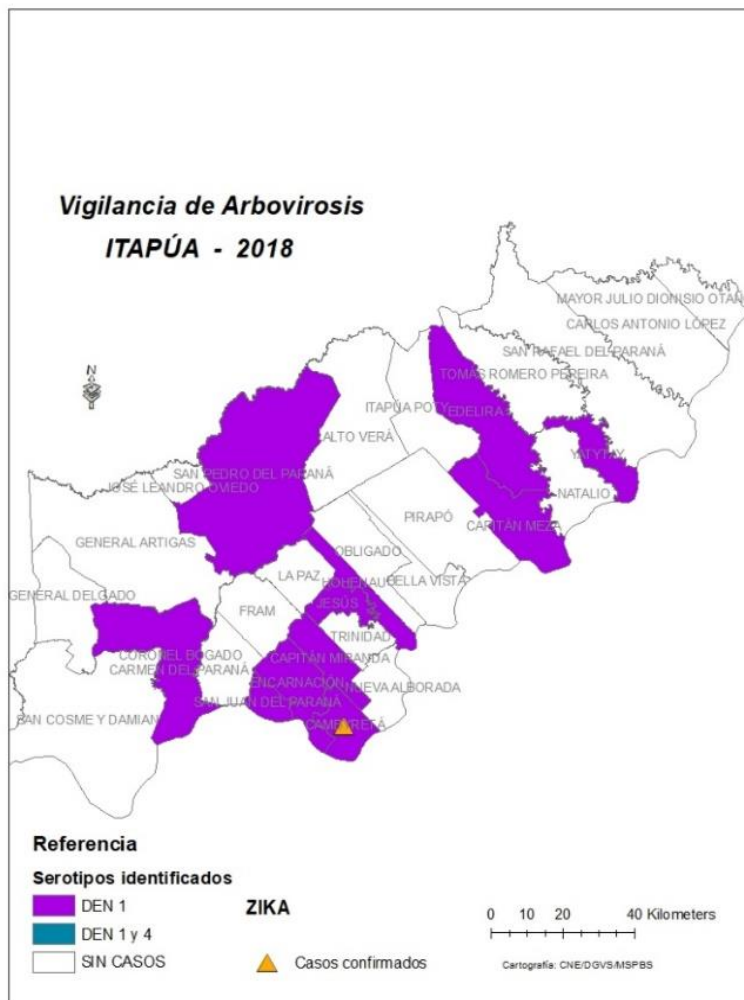 Vigilancia de Arbovirosis
ITAPÚA - 2018
N
MAYOR JULIO DIONISIO OTAÑ
CARLOS ANTONIO LÓPEZ
SAN RAFAEL DEL PARANÁ
TOMAS ROMERO PEREIRA
ITAPÚA POTY
EDELIRA
ALTO VERÁ
YATYTAY
SAN PEDRO DEL PARANÁ
JOSÉ LEANDRO OVIEDO
NATALIO
PIRAPÓ
CAPITÁN MEZA
GENERAL ARTIGAS
OBLIGADO
LA PAZ
HOHENAU
BELLA VISTA
GENERAL DELGADO
JESÚS
FRAM
TRINIDAD
CORONEL BOGADO
CAPITÁN MIRANDA
CARMEN DEL PARANÁ
ENCARNACIÓN
NUEVA ALBORADA
SAN JUAN DEL PARANÁ
SAN COSME Y DAMIAN
CAMBYRETÁ
Referencia
Serotipos identificados
DEN 1
ZIKA
DEN 1 y 4
SIN CASOS
Casos confirmados
0 10 20 40 Kilometers
Cartografía: CNE/DGVS/MSPBS